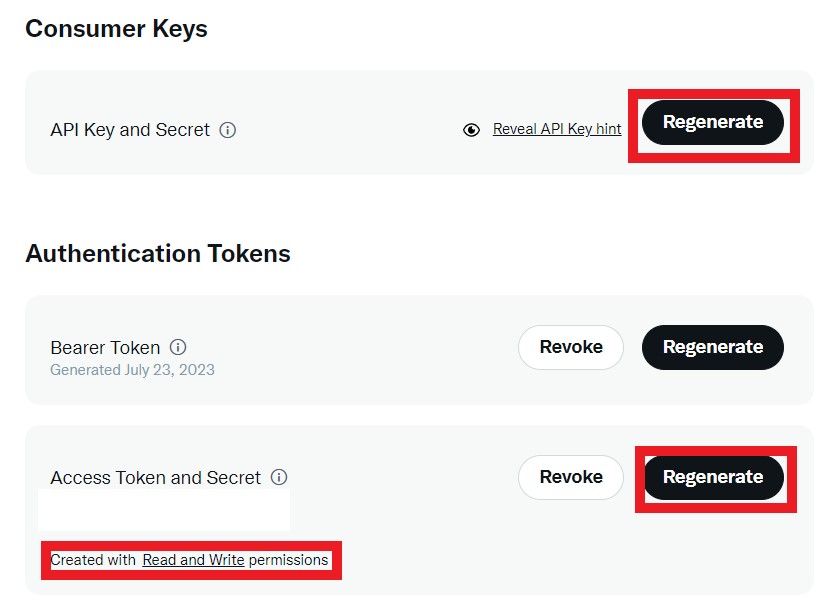 Consumer Keys
API Key and Secret
Reveal API Key hint
Regenerate
Authentication Tokens
Bearer Token
Generated July 23, 2023
Revoke
Regenerate
Access Token and Secret
Revoke
Regenerate
Created with Read and Write permissions